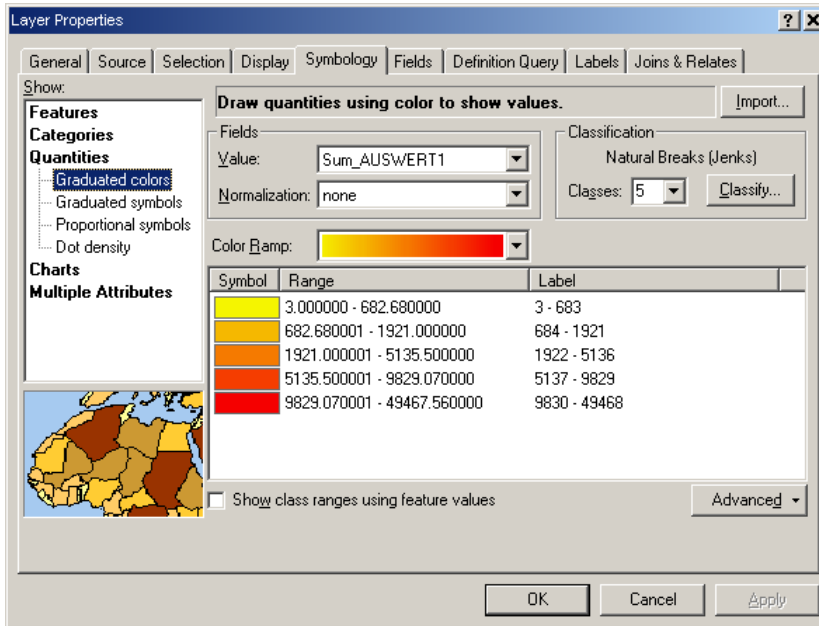 Layer Properties
General Source Selection Display Symbology Fields Definition Query Labels Joins & Relates
Show:
Features
Categories
Quantities
Graduated colors
Graduated symbols
Proportional symbols
Dot density
Charts
Multiple Attributes
Draw quantities using color to show values.
Import...
Fields
Value: Sum_AUSWERT1
Normalization: none
Classification
Natural Breaks (Jenks)
Classes: 5 Classify...
Color Ramp:
Symbol Range Label
3.000000 - 682.680000 3 - 683
682.680001 - 1921.000000 684 - 1921
1921.000001 - 5135.500000 1922 - 5136
5135.500001 - 9829.070000 5137 - 9829
9829.070001 - 49467.560000 9830 - 49468
Show class ranges using feature values
Advanced
OK Cancel Apply